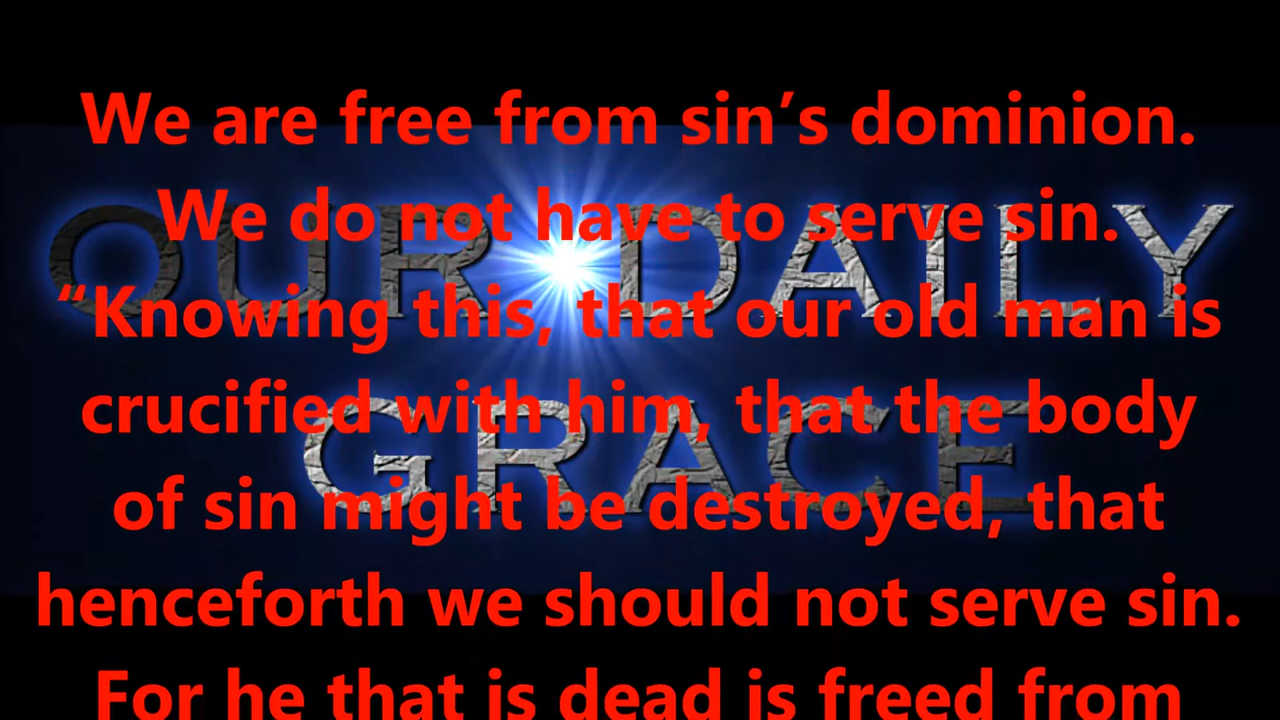 We are free from sin’s dominion.
We do not have to serve sin.
“Knowing this, that our old man is
crucified with him, that the body
of sin might be destroyed, that
henceforth we should not serve sin.
For he that is dead is freed from
OUR DAILY
GRACE